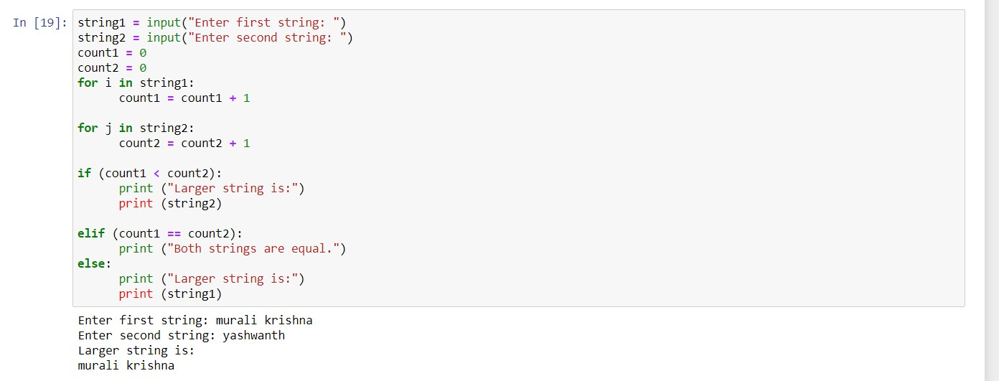 In [19]: string1 = input("Enter first string: ")
string2 = input("Enter second string: ")
count1 = 0
count2 = 0
for i in string1:
      count1 = count1 + 1

for j in string2:
      count2 = count2 + 1

if (count1 < count2):
      print ("Larger string is:")
      print (string2)

elif (count1 == count2):
      print ("Both strings are equal.")
else:
      print ("Larger string is:")
      print (string1)
Enter first string: murali krishna
Enter second string: yashwanth
Larger string is:
murali krishna